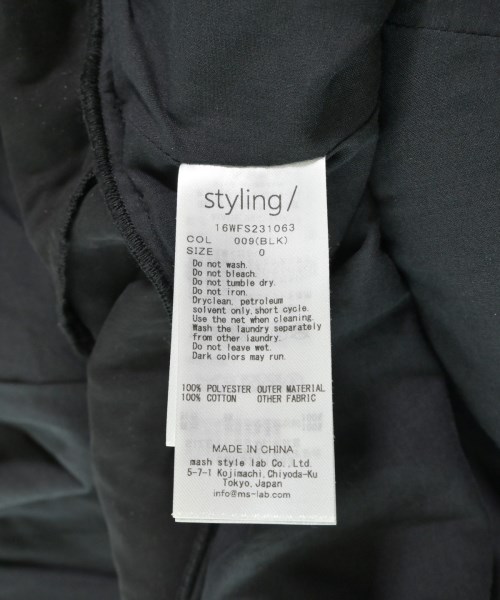 styling/
16WFS231063
COL 009(BLK)
SIZE 0
Do not wash.
Do not bleach.
Do not tumble dry.
Do not iron.
Dryclean, petroleum
solvent only,short cycle.
Use the net when cleaning.
Wash the laundry separately
from other laundry.
Do not leave wet.
Dark colors may run.
100% POLYESTER OUTER MATERIAL
100% COTTON OTHER FABRIC
MADE IN CHINA
mash style lab Co.,Ltd.
5-7-1 Kojimachi,Chiyoda-Ku
Tokyo,Japan
info@ms-lab.com